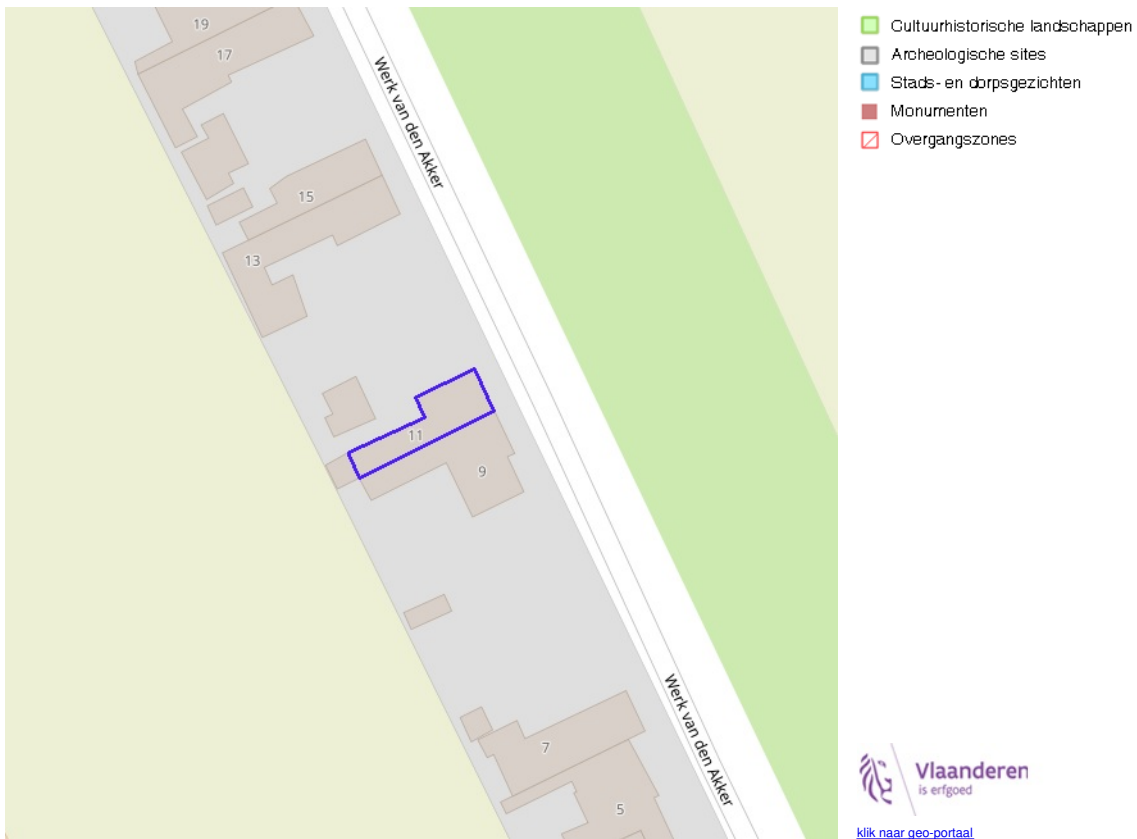 19
17
Werk van den Akker
15
13
11
9
Werk van den Akker
7
5
Cultuurhistorische landschappen
Archeologische sites
Stads- en dorpsgezichten
Monumenten
Overgangszones
Vlaanderen
is erfgoed
klik naar geo-portaal